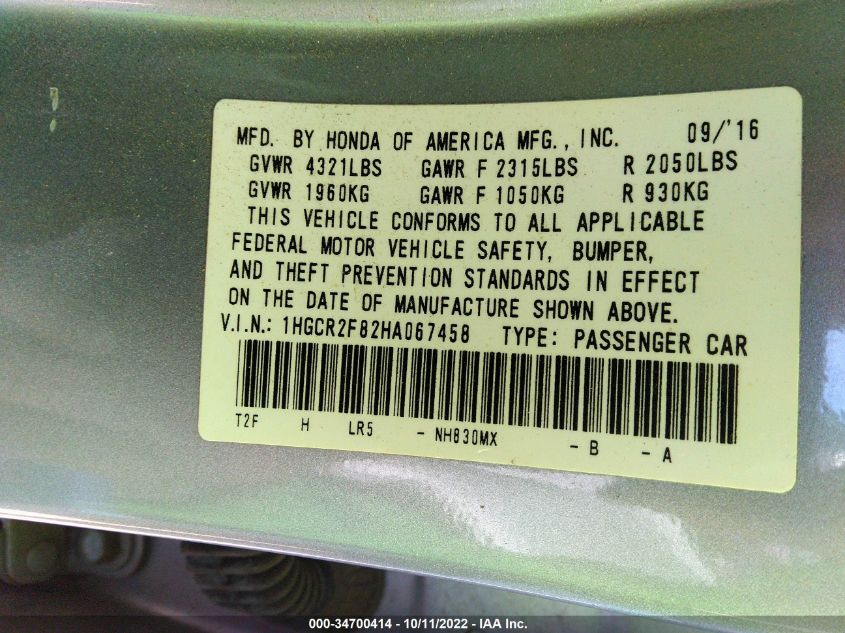 MFD. BY HONDA OF AMERICA MFG., INC. 09/'16
GVWR 4321LBS GAWR F 2315LBS R 2050LBS
GVWR 1960KG GAWR F 1050KG R 930KG
THIS VEHICLE CONFORMS TO ALL APPLICABLE
FEDERAL MOTOR VEHICLE SAFETY, BUMPER,
AND THEFT PREVENTION STANDARDS IN EFFECT
ON THE DATE OF MANUFACTURE SHOWN ABOVE.
V.I.N.: 1HGCR2F82HA067458 TYPE: PASSENGER CAR
T2F H LR5 - NH830MX - B - A
000-34700414 - 10/11/2022 - IAA Inc.